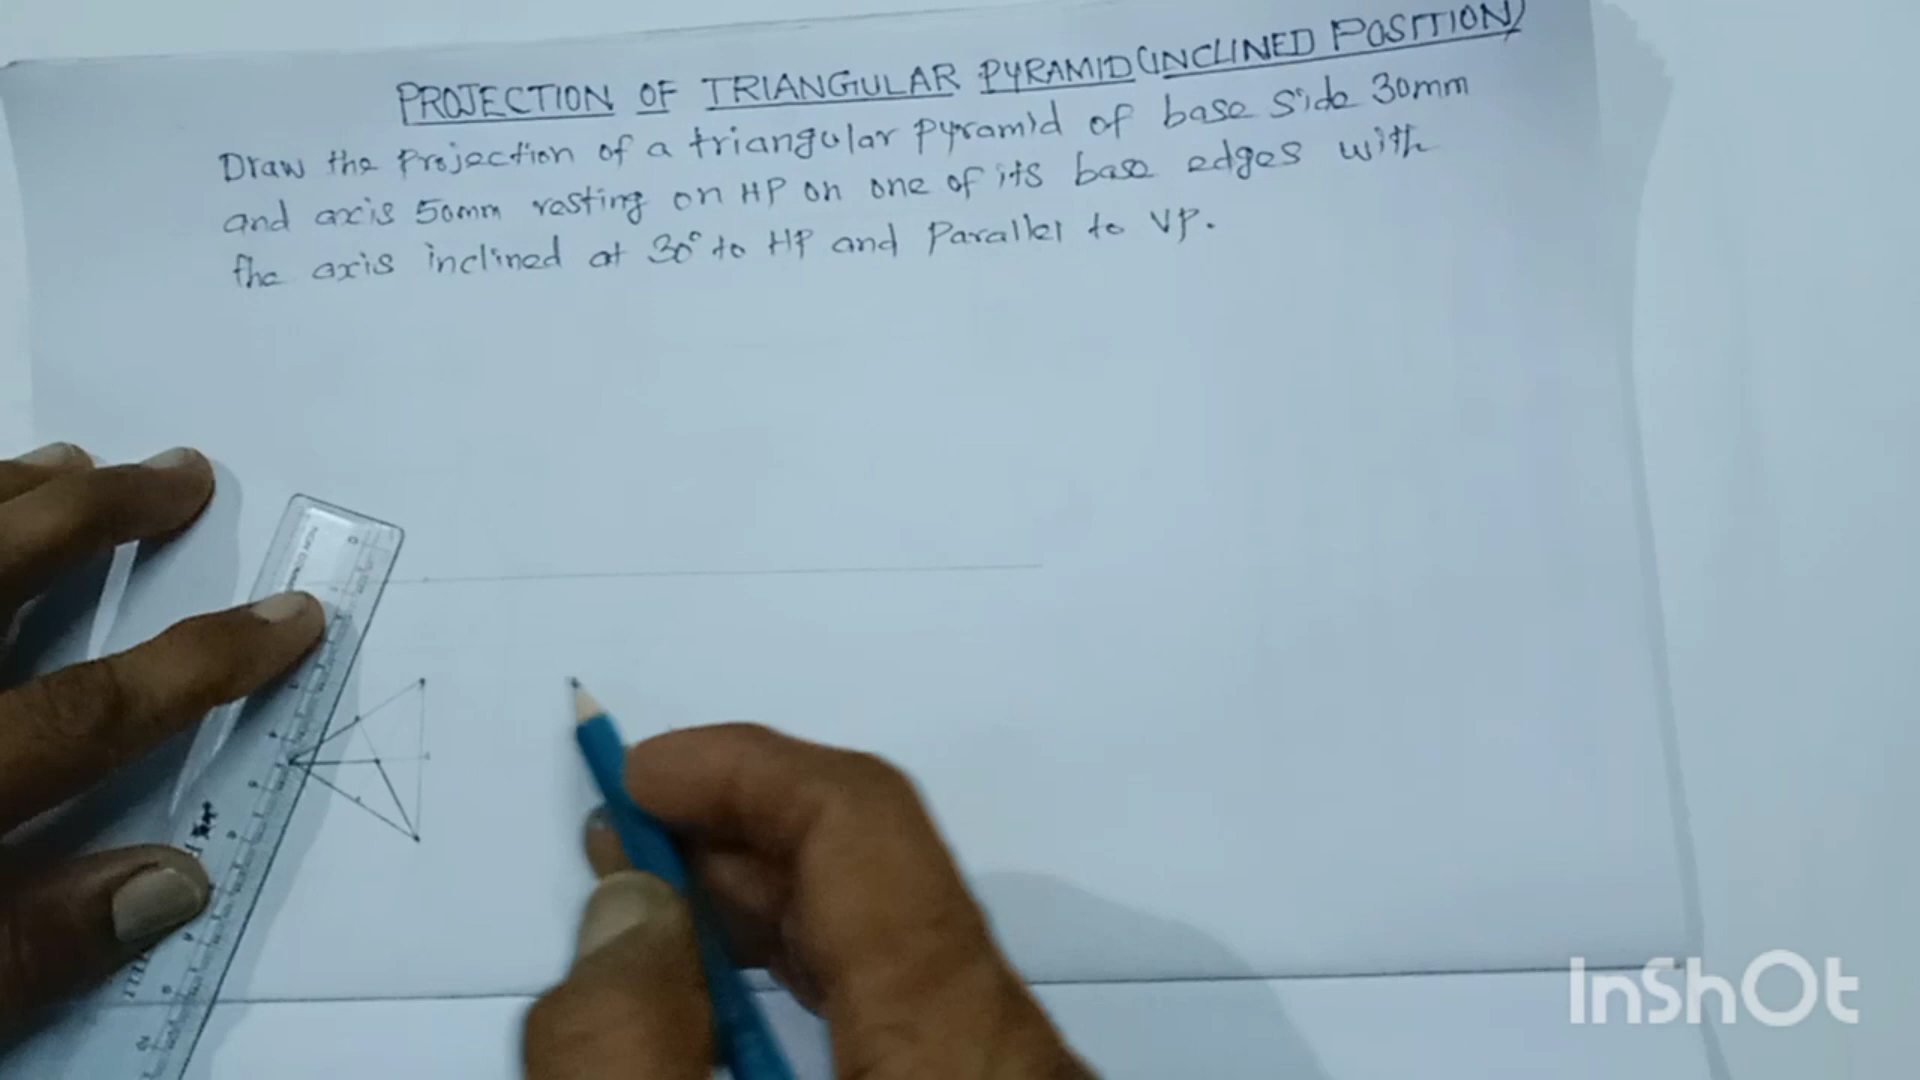 PROJECTION OF TRIANGULAR PYRAMID (INCLINED POSITION)
Draw the Projection of a triangular pyramid of base side 30mm
and axis 50mm resting on HP on one of its base edges with
the axis inclined at 30° to HP and Parallel to VP.
InShOt